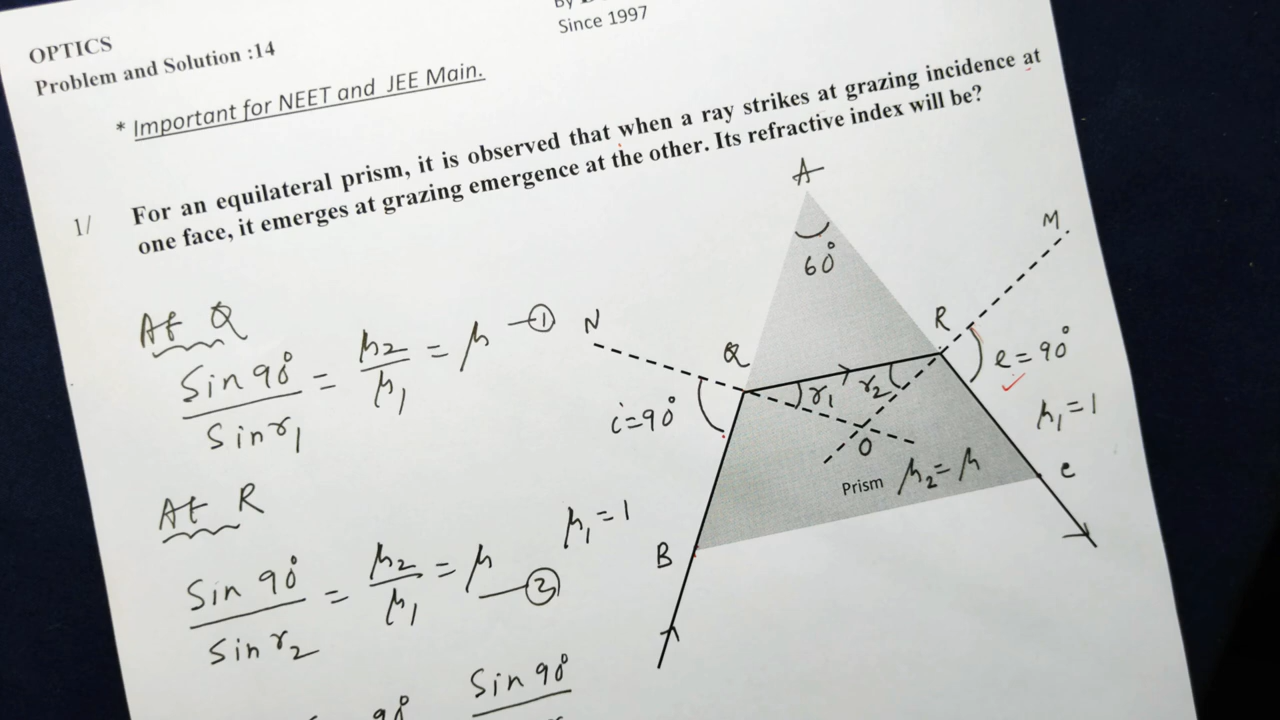 By
Since 1997
OPTICS
Problem and Solution :14
* Important for NEET and JEE Main.
1/ For an equilateral prism, it is observed that when a ray strikes at grazing incidence at
one face, it emerges at grazing emergence at the other. Its refractive index will be?
At Q
Sin 90° / Sin r₁ = μ₂ / μ₁ = μ —①
At R
μ₁ = 1
Sin 90° / Sin r₂ = μ₂ / μ₁ = μ —②
90° Sin 90°
A
60°
M
N
Q
R
i=90°
r₁
r₂
e=90°
μ₁ = 1
O
Prism μ₂ = μ
B
c